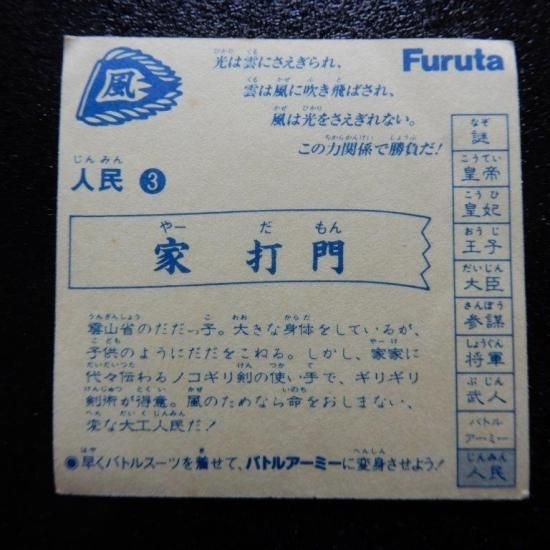 風
光は雲にさえぎられ、
雲は風に吹き飛ばされ、
風は光をさえぎれない。
この力関係で勝負だ!
Furuta
人民 3
家打門
やー だ もん
雲山省のだだっ子。大きな身体をしているが、
子供のようにだだをこねる。しかし、家家に
代々伝わるノコギリ剣の使い手で、ギリギリ
剣術が得意。風のためなら命をおしまない、
変な大工人民だ!
●早くバトルスーツを着せて、バトルアーミーに変身させよう!
謎
皇帝
皇妃
王子
大臣
参謀
将軍
武人
バトル
アーミー
人民